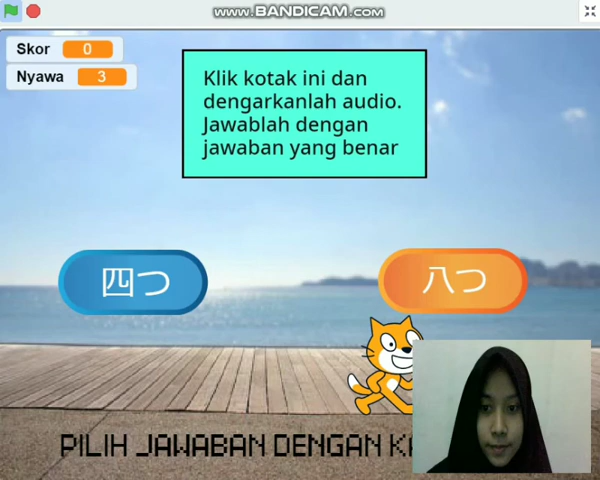 www.BANDICAM.com
Skor 0
Nyawa 3
Klik kotak ini dan
dengarkanlah audio.
Jawablah dengan
jawaban yang benar
四つ
八つ
PILIH JAWABAN DENGAN